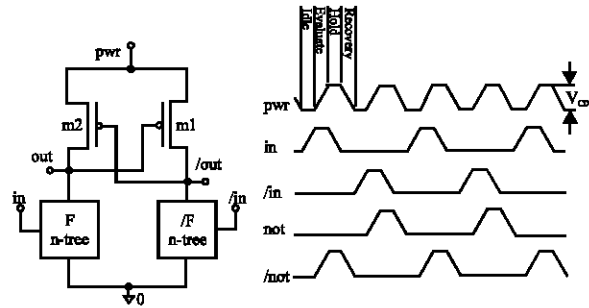 pwr
m2
m1
out
/out
in
/in
F
n-tree
/F
n-tree
0
Idle
Evaluate
Hold
Recovery
pwr
in
/in
not
/not